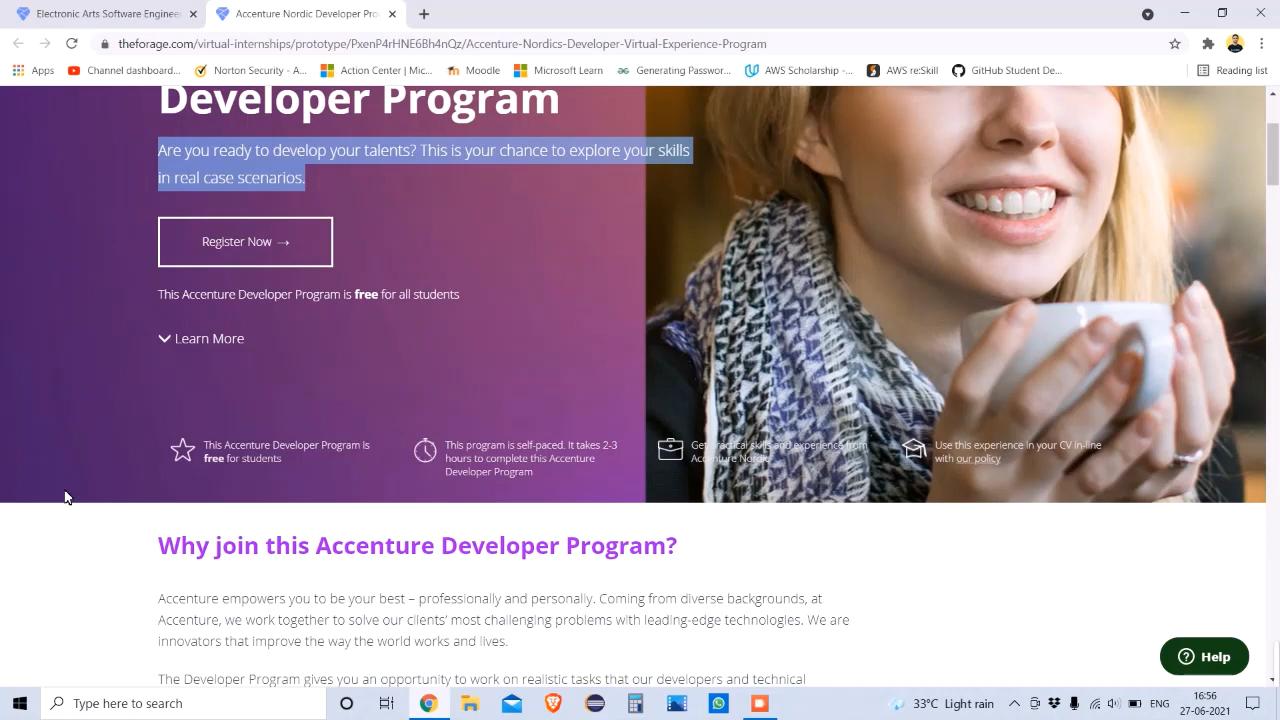 Electronic Arts Software Engineer
Accenture Nordic Developer Pro
theforage.com/virtual-internships/prototype/PxenP4rHNE6Bh4nQz/Accenture-Nordics-Developer-Virtual-Experience-Program
Apps
Channel dashboard...
Norton Security - A...
Action Center | Mic...
Moodle
Microsoft Learn
Generating Passwor...
AWS Scholarship -...
AWS re:Skill
GitHub Student De...
Reading list
Developer Program
Are you ready to develop your talents? This is your chance to explore your skills
in real case scenarios.
Register Now →
This Accenture Developer Program is free for all students
Learn More
This Accenture Developer Program is
free for students
This program is self-paced. It takes 2-3
hours to complete this Accenture
Developer Program
Get practical skills and experience from
Accenture Nordic
Use this experience in your CV in-line
with our policy
Why join this Accenture Developer Program?
Accenture empowers you to be your best – professionally and personally. Coming from diverse backgrounds, at
Accenture, we work together to solve our clients' most challenging problems with leading-edge technologies. We are
innovators that improve the way the world works and lives.
The Developer Program gives you an opportunity to work on realistic tasks that our developers and technical
Help
Type here to search
33°C Light rain
ENG
16:56
27-06-2021